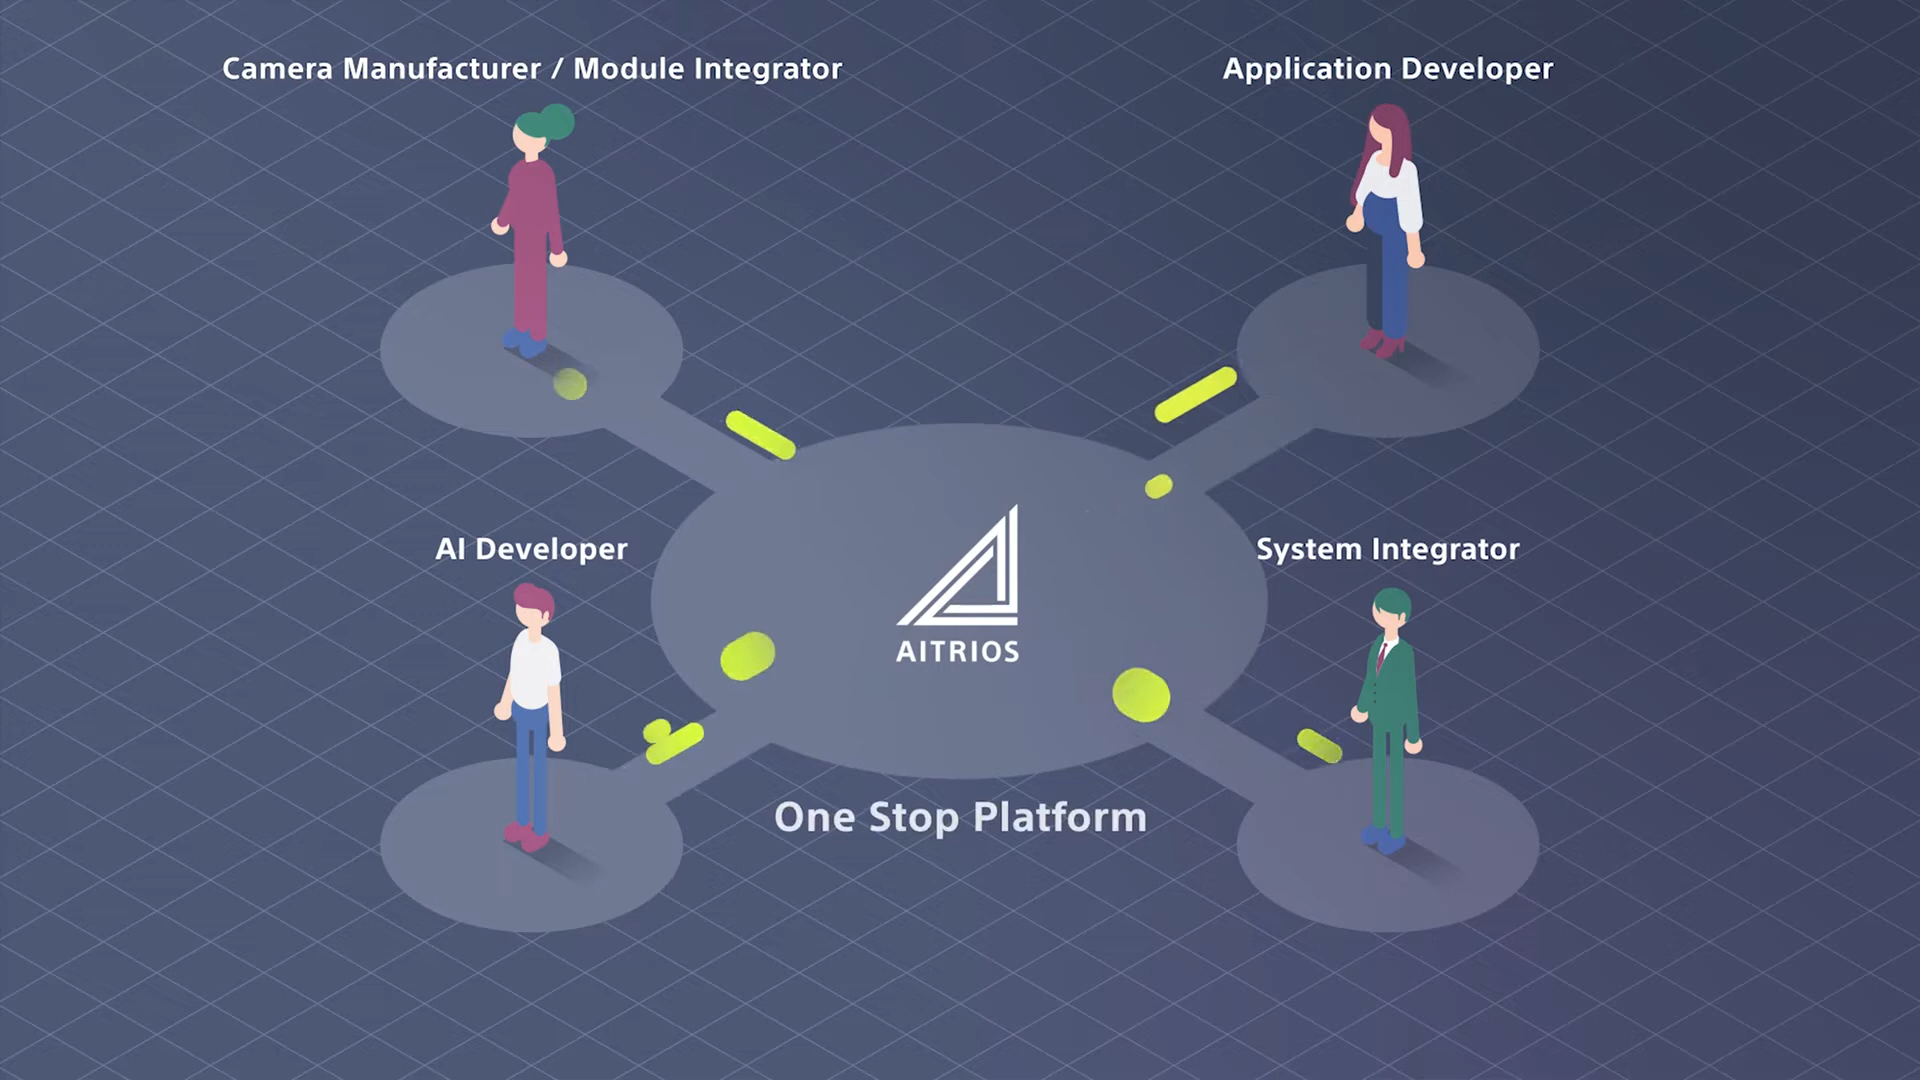 Camera Manufacturer / Module Integrator
Application Developer
AI Developer
System Integrator
AITRIOS
One Stop Platform